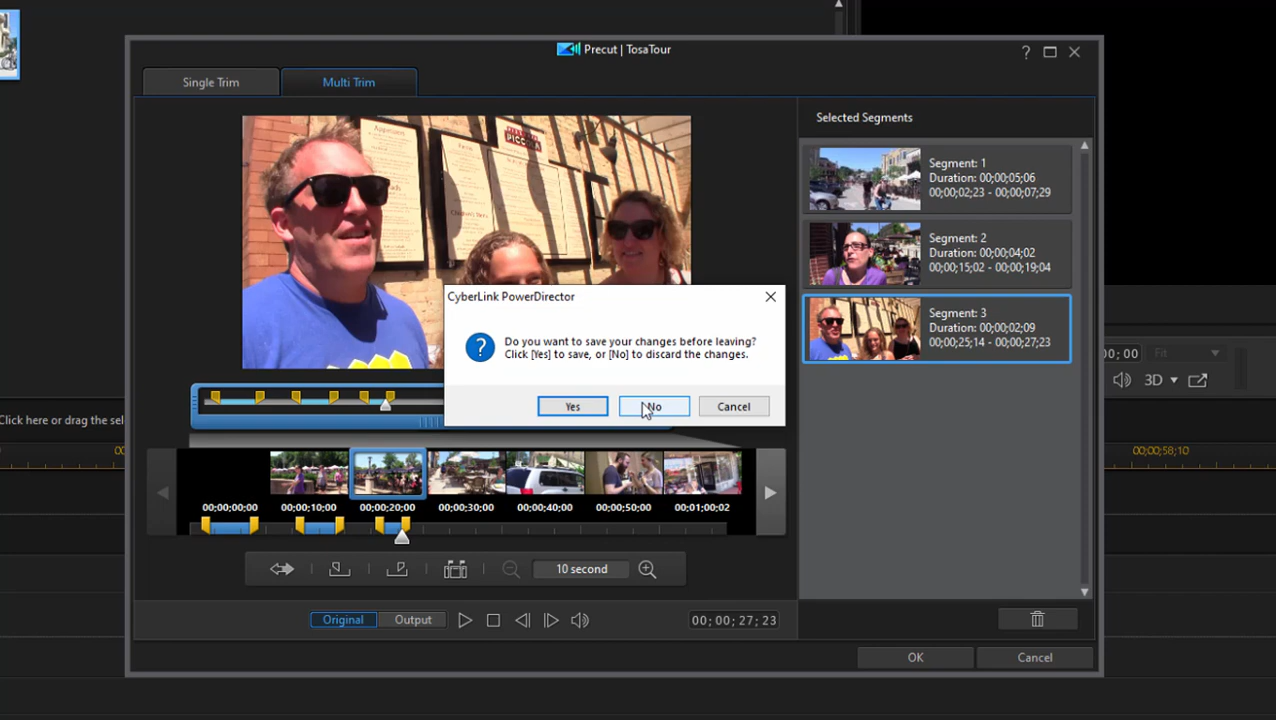 Precut | TosaTour
Single Trim
Multi Trim
Selected Segments
Appetizers
PICCOLA
Segment: 1
Duration: 00;00;05;06
00;00;02;23 - 00;00;07;29
Segment: 2
Duration: 00;00;04;02
00;00;15;02 - 00;00;19;04
Segment: 3
Duration: 00;00;02;09
00;00;25;14 - 00;00;27;23
CyberLink PowerDirector
Do you want to save your changes before leaving?
Click [Yes] to save, or [No] to discard the changes.
Yes
No
Cancel
00; 00
Fit
3D
Click here or drag the sel
00;00;58;10
00;00;00;00
00;00;10;00
00;00;20;00
00;00;30;00
00;00;40;00
00;00;50;00
00;01;00;02
10 second
Original
Output
00; 00; 27; 23
OK
Cancel